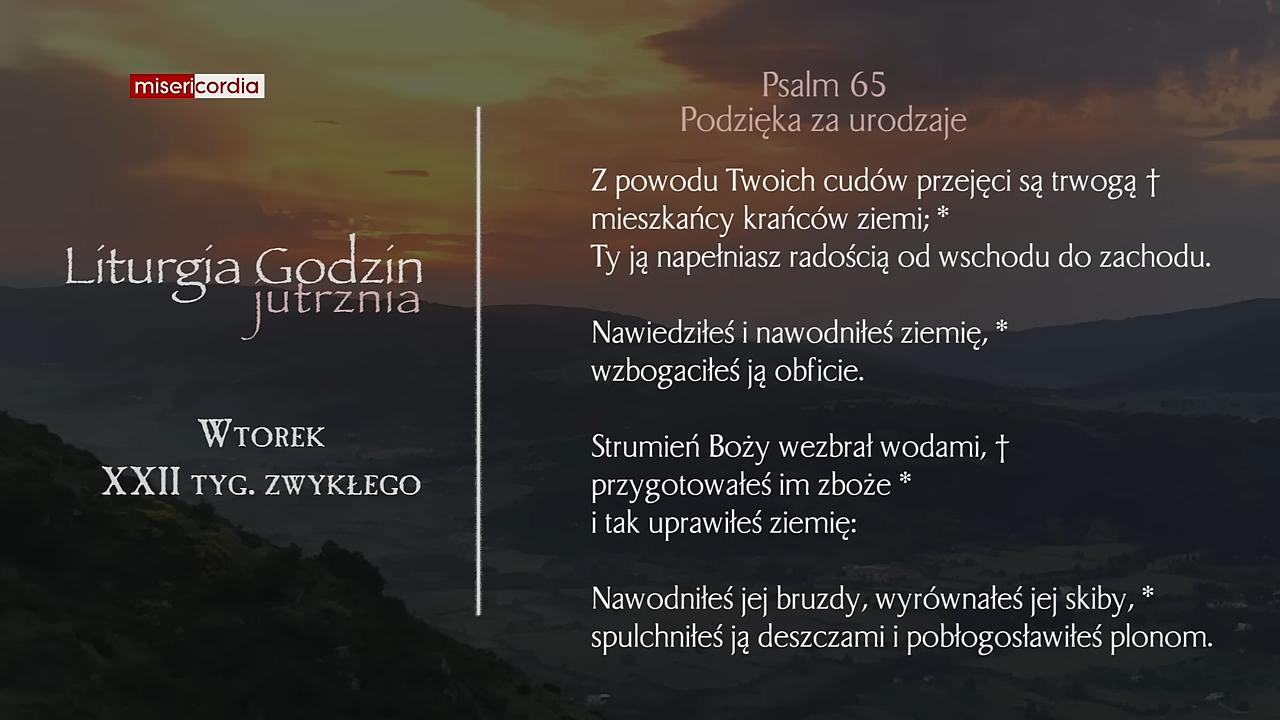 misericordia
Liturgia Godzin
jutrznia
Wtorek
XXII tyg. zwykłego
Psalm 65
Podzięka za urodzaje
Z powodu Twoich cudów przejęci są trwogą †
mieszkańcy krańców ziemi; *
Ty ją napełniasz radością od wschodu do zachodu.
Nawiedziłeś i nawodniłeś ziemię, *
wzbogaciłeś ją obficie.
Strumień Boży wezbrał wodami, †
przygotowałeś im zboże *
i tak uprawiłeś ziemię:
Nawodniłeś jej bruzdy, wyrównałeś jej skiby, *
spulchniłeś ją deszczami i pobłogosławiłeś plonom.